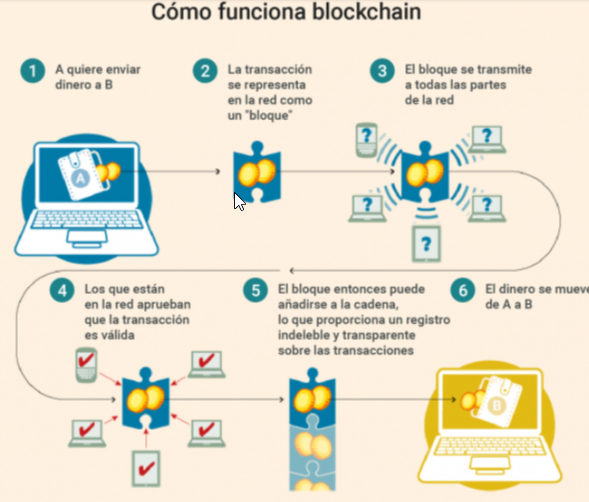 Cómo funciona blockchain
1
A quiere enviar
dinero a B
2
La transacción
se representa
en la red como
un "bloque"
3
El bloque se transmite
a todas las partes
de la red
A
?
?
?
?
?
4
Los que están
en la red aprueban
que la transacción
es válida
5
El bloque entonces puede
añadirse a la cadena,
lo que proporciona un registro
indeleble y transparente
sobre las transacciones
6
El dinero se mueve
de A a B
B